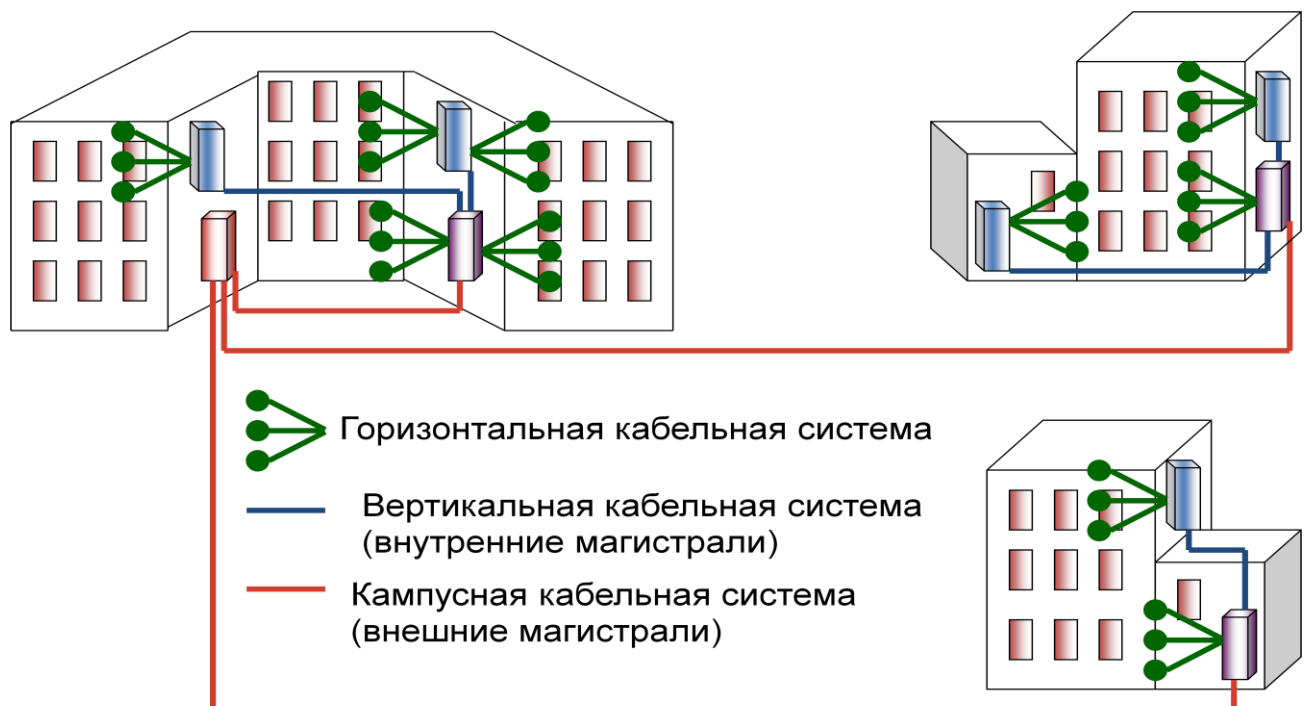 Горизонтальная кабельная система
Вертикальная кабельная система
(внутренние магистрали)
Кампусная кабельная система
(внешние магистрали)